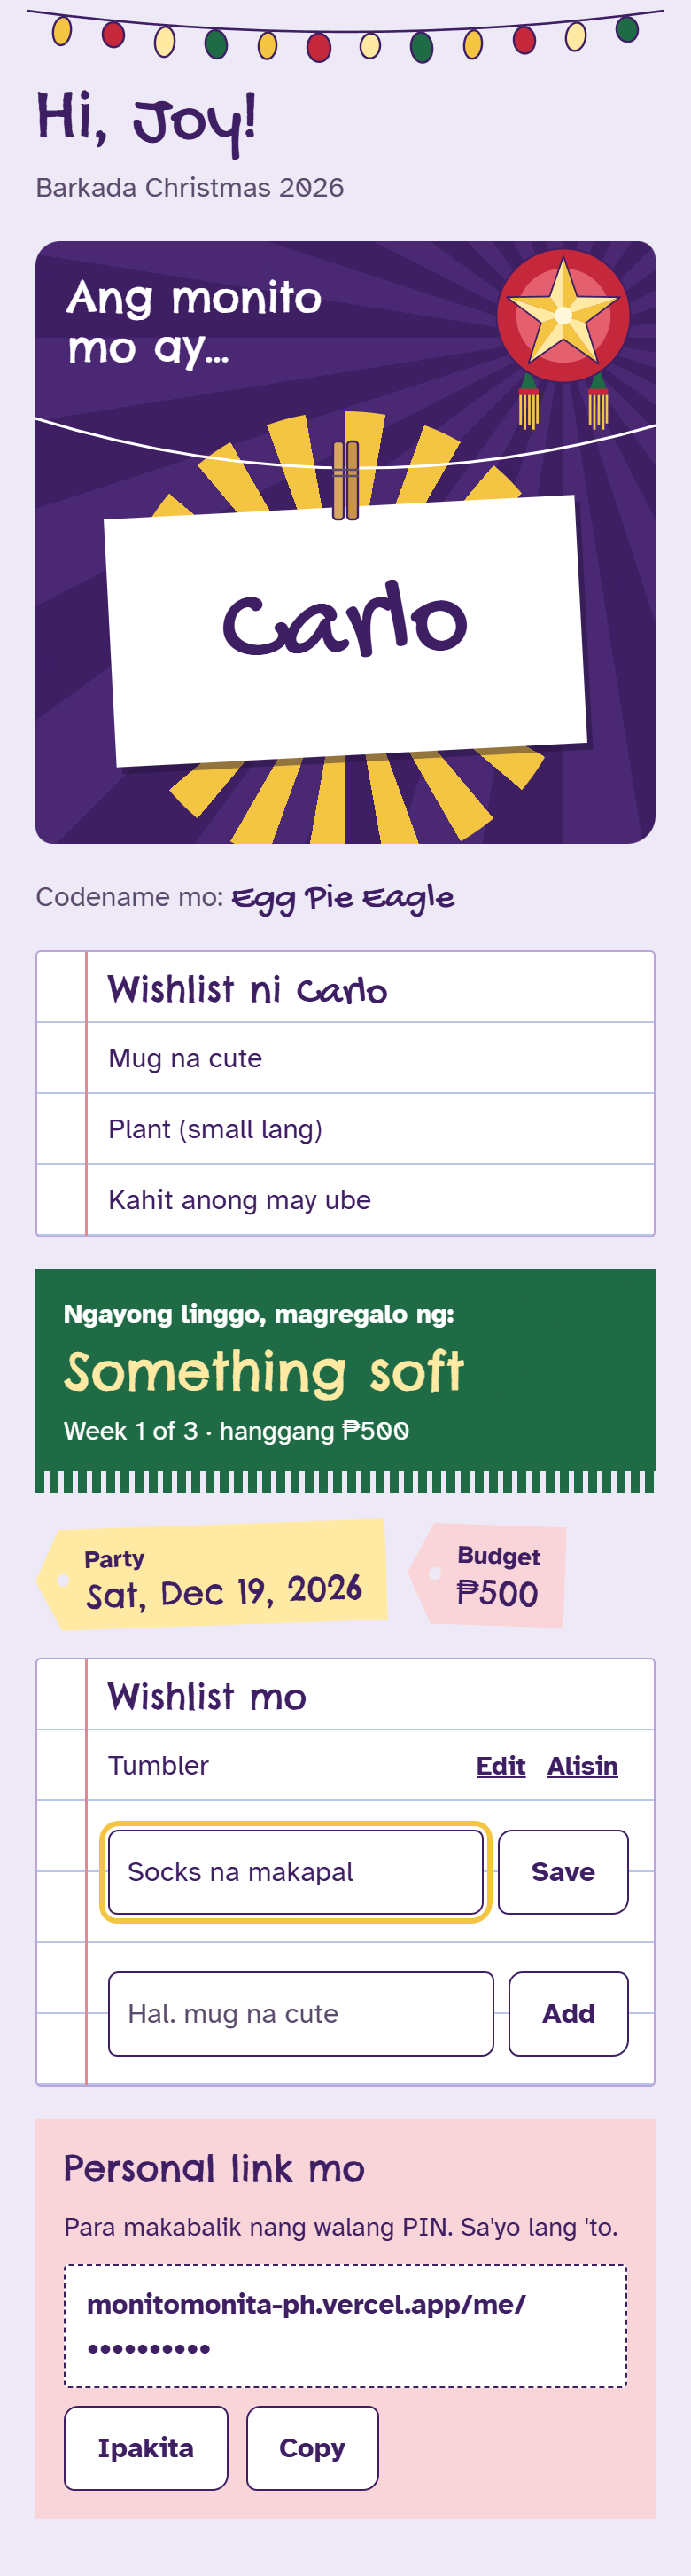 Hi, Joy!
Barkada Christmas 2026
Ang monito
mo ay...
Carlo
Codename mo: Egg Pie Eagle
Wishlist ni Carlo
Mug na cute
Plant (small lang)
Kahit anong may ube
Ngayong linggo, magregalo ng:
Something soft
Week 1 of 3 · hanggang ₱500
Party
Sat, Dec 19, 2026
Budget
₱500
Wishlist mo
Tumbler Edit Alisin
Socks na makapal Save
Hal. mug na cute Add
Personal link mo
Para makabalik nang walang PIN. Sa'yo lang 'to.
monitomonita-ph.vercel.app/me/
••••••••••
Ipakita Copy